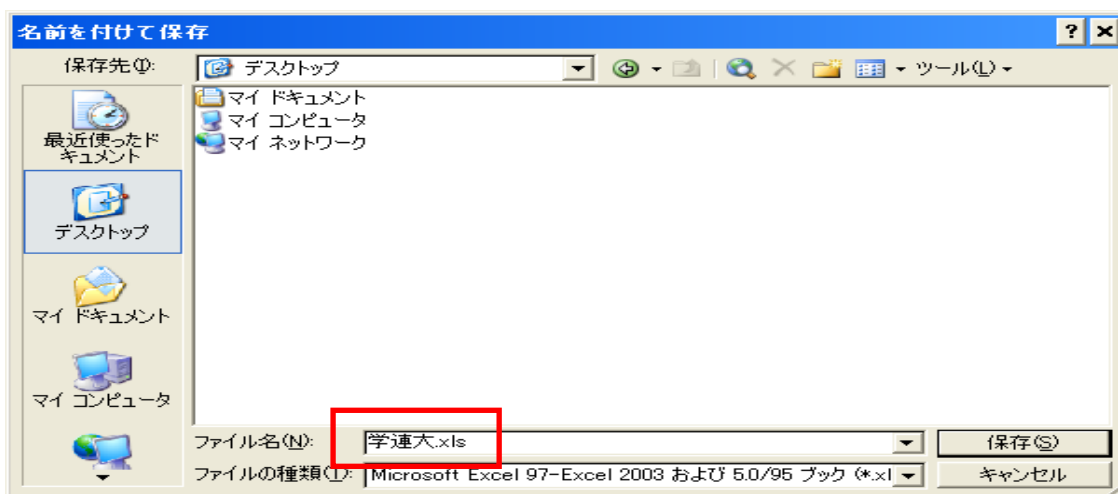 名前を付けて保存
保存先(I):
デスクトップ
ツール(L)
最近使ったド
キュメント
デスクトップ
マイ ドキュメント
マイ コンピュータ
マイ ドキュメント
マイ コンピュータ
マイ ネットワーク
ファイル名(N):
学連大.xls
保存(S)
ファイルの種類(T):
Microsoft Excel 97-Excel 2003 および 5.0/95 ブック (*.xl
キャンセル